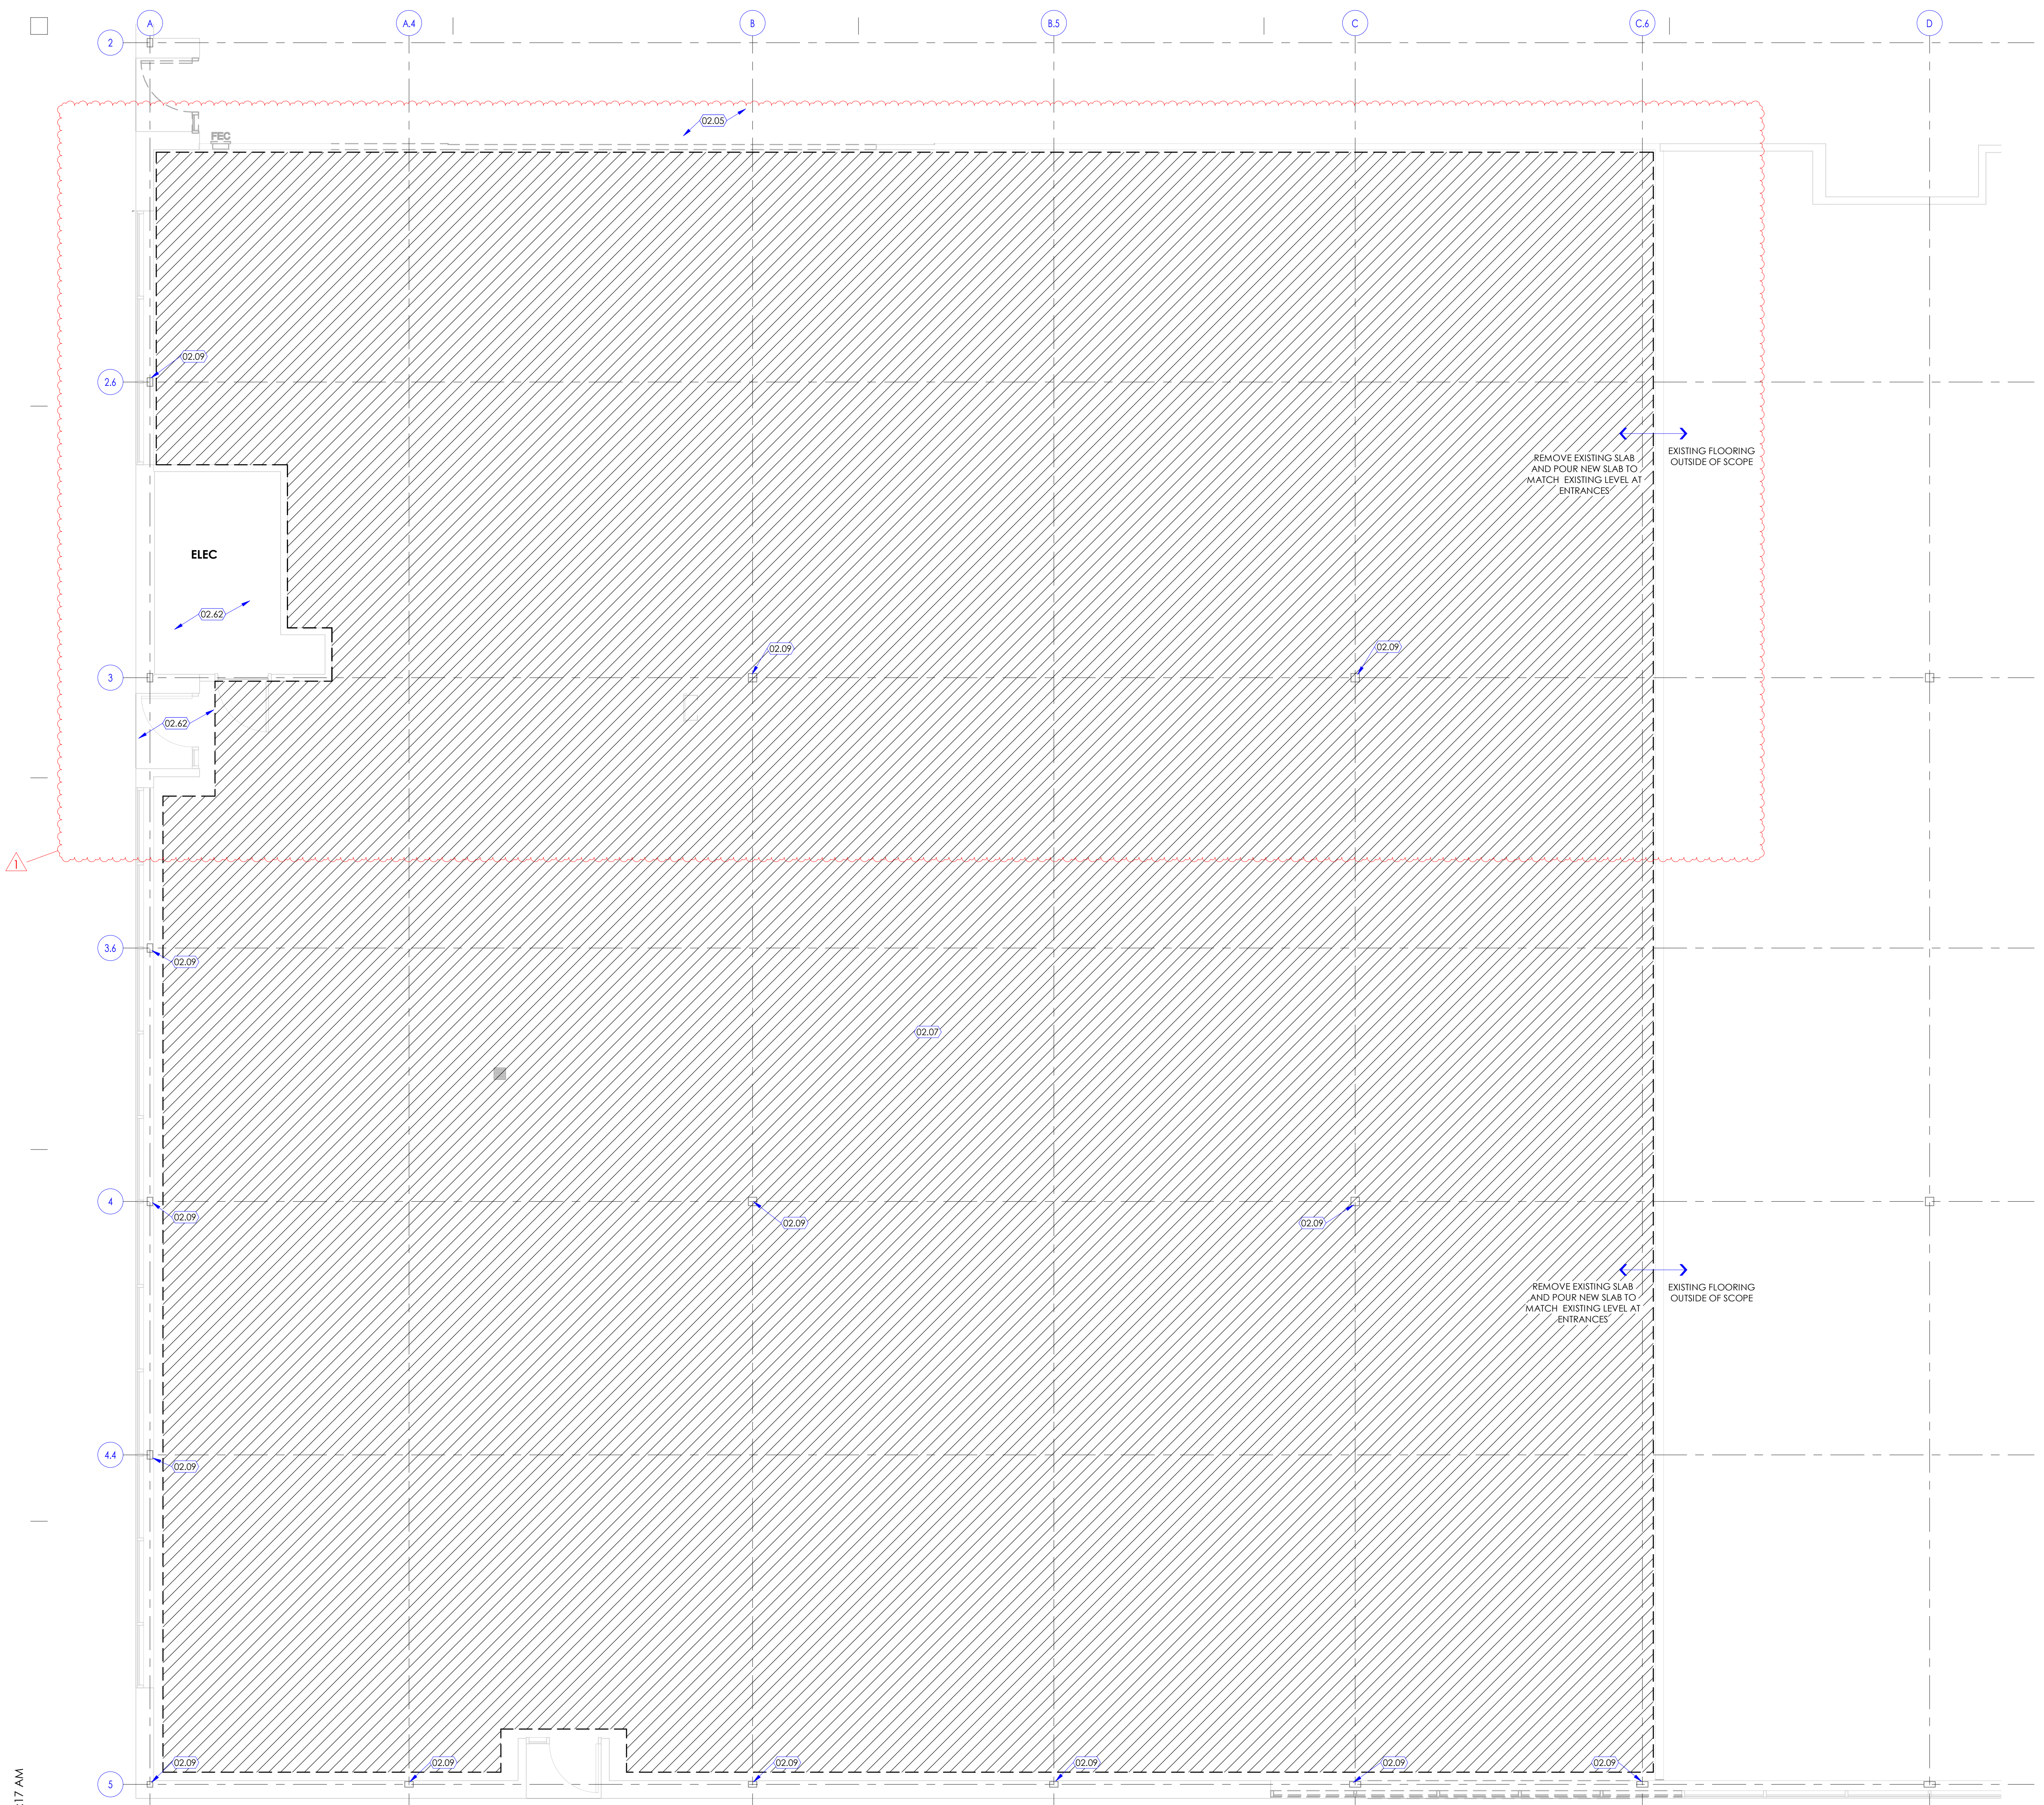 A
A.4
B
B.5
C
C.6
D
2
02.05
FEC
02.09
2.6
REMOVE EXISTING SLAB
AND POUR NEW SLAB TO
MATCH EXISTING LEVEL AT
ENTRANCES
EXISTING FLOORING
OUTSIDE OF SCOPE
ELEC
02.62
02.09
02.09
3
02.62
1
3.6
02.09
02.07
4
02.09
02.09
02.09
REMOVE EXISTING SLAB
AND POUR NEW SLAB TO
MATCH EXISTING LEVEL AT
ENTRANCES
EXISTING FLOORING
OUTSIDE OF SCOPE
4.4
02.09
02.09
02.09
02.09
02.09
02.09
02.09
5
:17 AM